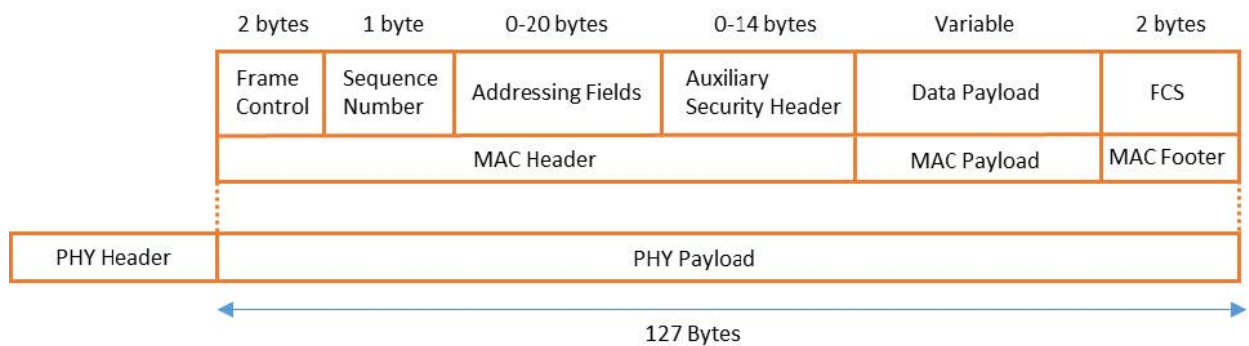 2 bytes 1 byte 0-20 bytes 0-14 bytes Variable 2 bytes
Frame Control Sequence Number Addressing Fields Auxiliary Security Header Data Payload FCS
MAC Header MAC Payload MAC Footer
PHY Header PHY Payload
127 Bytes